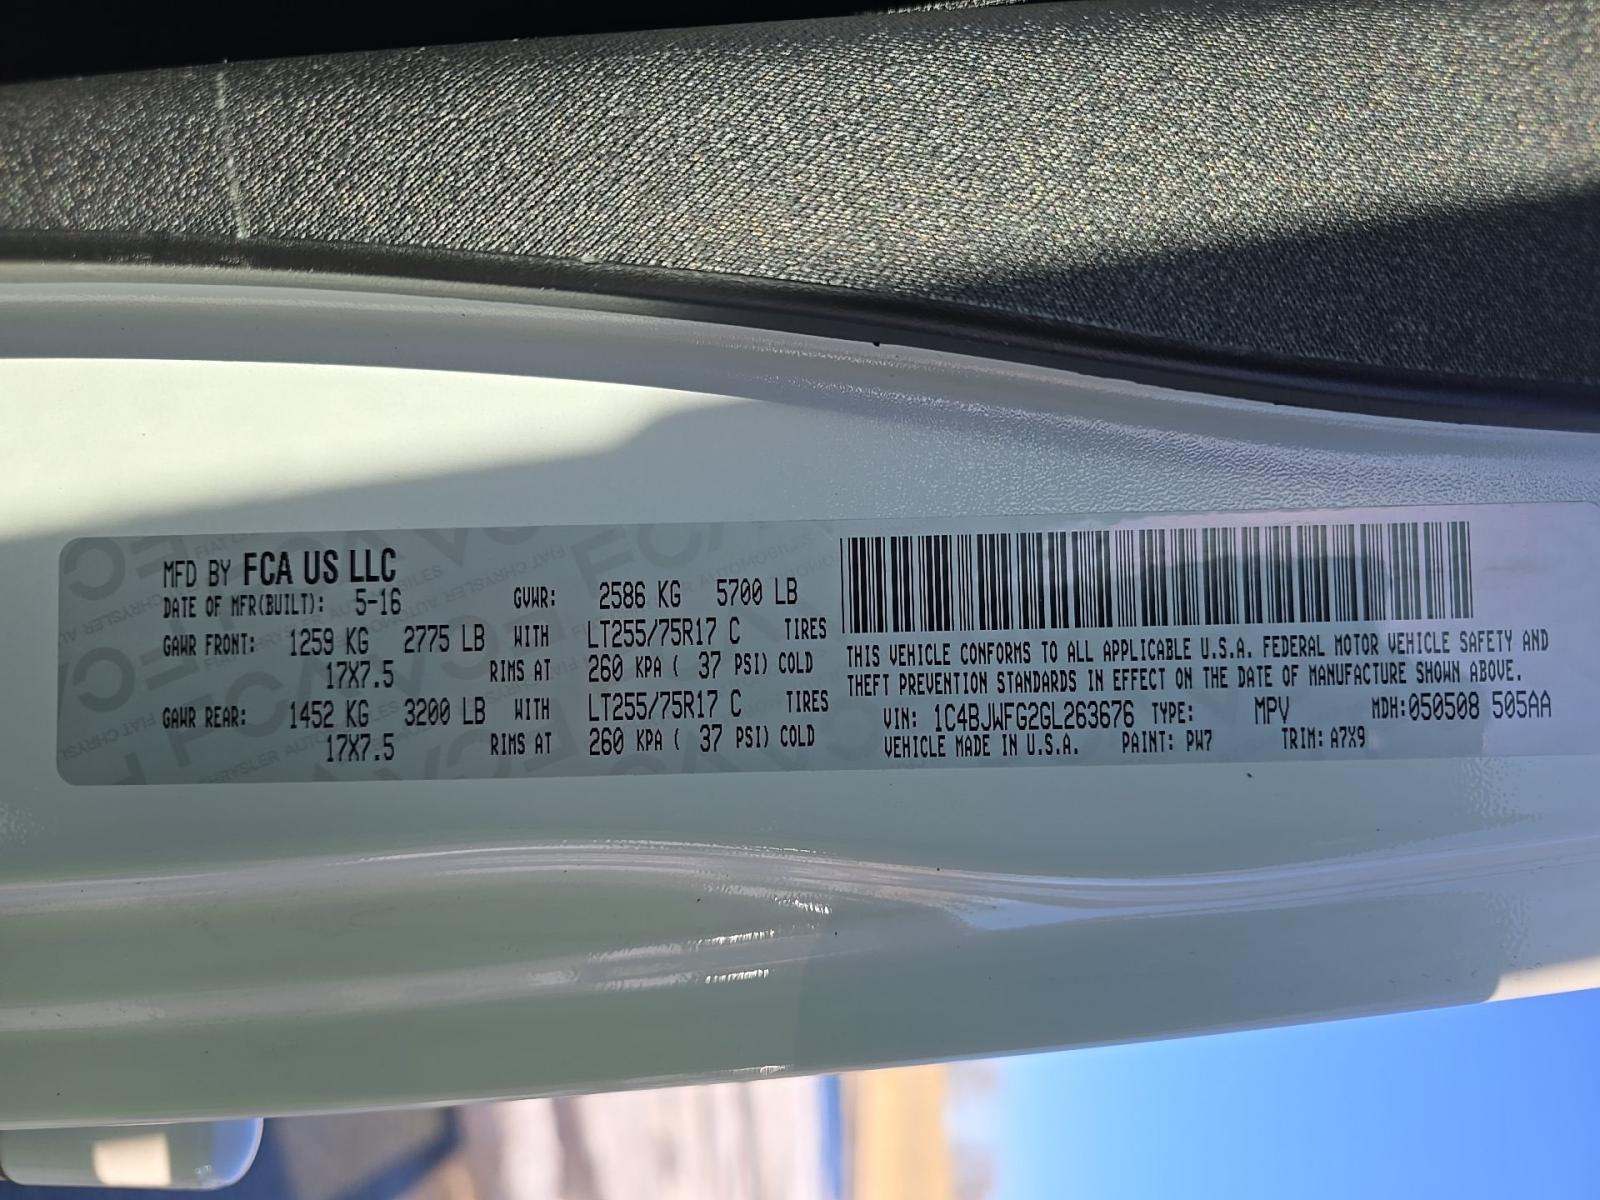 MFD BY FCA US LLC
DATE OF MFR(BUILT): 5-16 GVWR: 2586 KG 5700 LB
GAWR FRONT: 1259 KG 2775 LB WITH LT255/75R17 C TIRES
17X7.5 RIMS AT 260 KPA ( 37 PSI) COLD
GAWR REAR: 1452 KG 3200 LB WITH LT255/75R17 C TIRES
17X7.5 RIMS AT 260 KPA ( 37 PSI) COLD
THIS VEHICLE CONFORMS TO ALL APPLICABLE U.S.A. FEDERAL MOTOR VEHICLE SAFETY AND
THEFT PREVENTION STANDARDS IN EFFECT ON THE DATE OF MANUFACTURE SHOWN ABOVE.
VIN: 1C4BJWFG2GL263676 TYPE: MPV MDH:050508 505AA
VEHICLE MADE IN U.S.A. PAINT: PW7 TRIM: A7X9